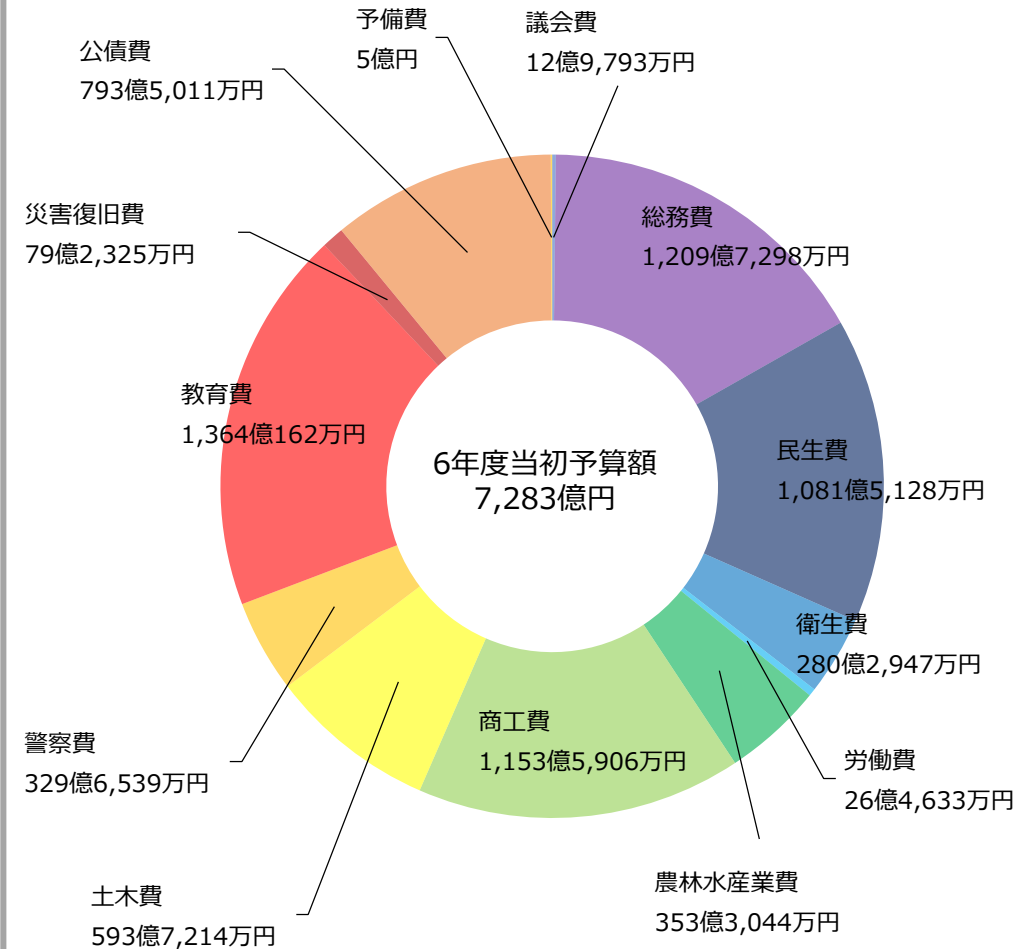 予備費
5億円
議会費
12億9,793万円
公債費
793億5,011万円
災害復旧費
79億2,325万円
総務費
1,209億7,298万円
教育費
1,364億162万円
民生費
1,081億5,128万円
6年度当初予算額
7,283億円
衛生費
280億2,947万円
商工費
1,153億5,906万円
警察費
329億6,539万円
労働費
26億4,633万円
農林水産業費
353億3,044万円
土木費
593億7,214万円